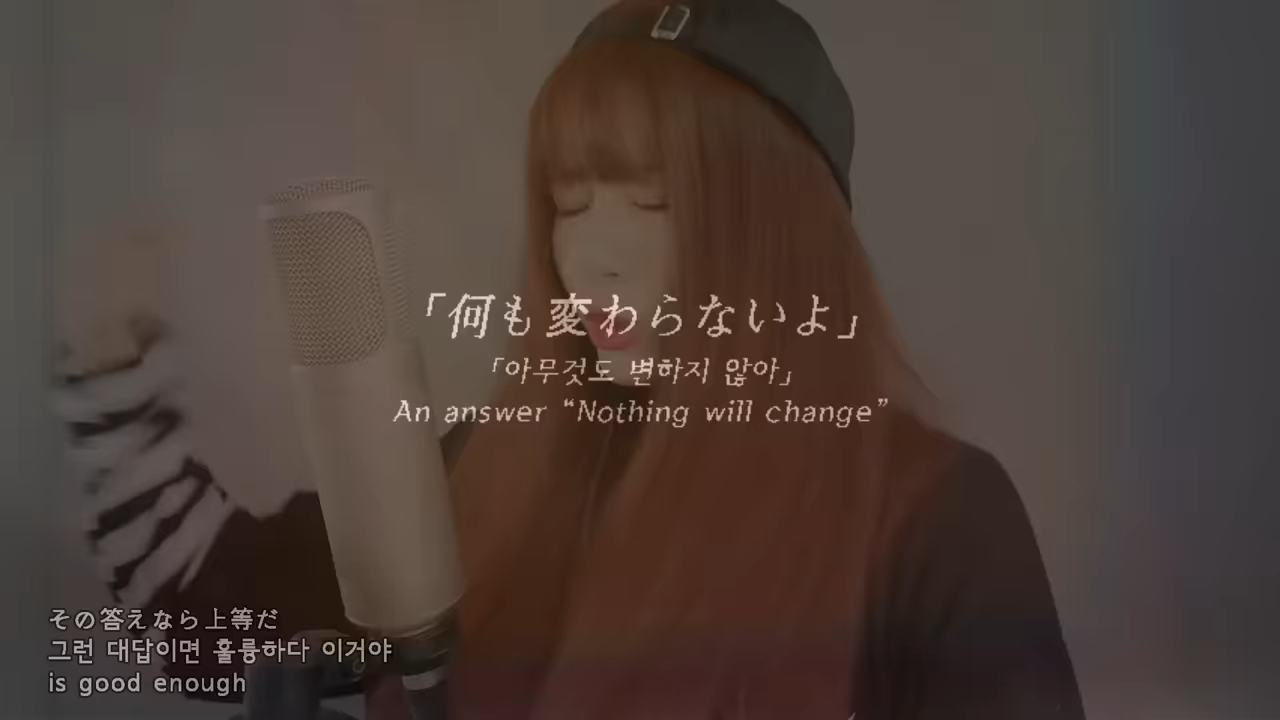 「何も変わらないよ」
「아무것도 변하지 않아」
An answer “Nothing will change”
その答えなら上等だ
그런 대답이면 훌륭하다 이거야
is good enough